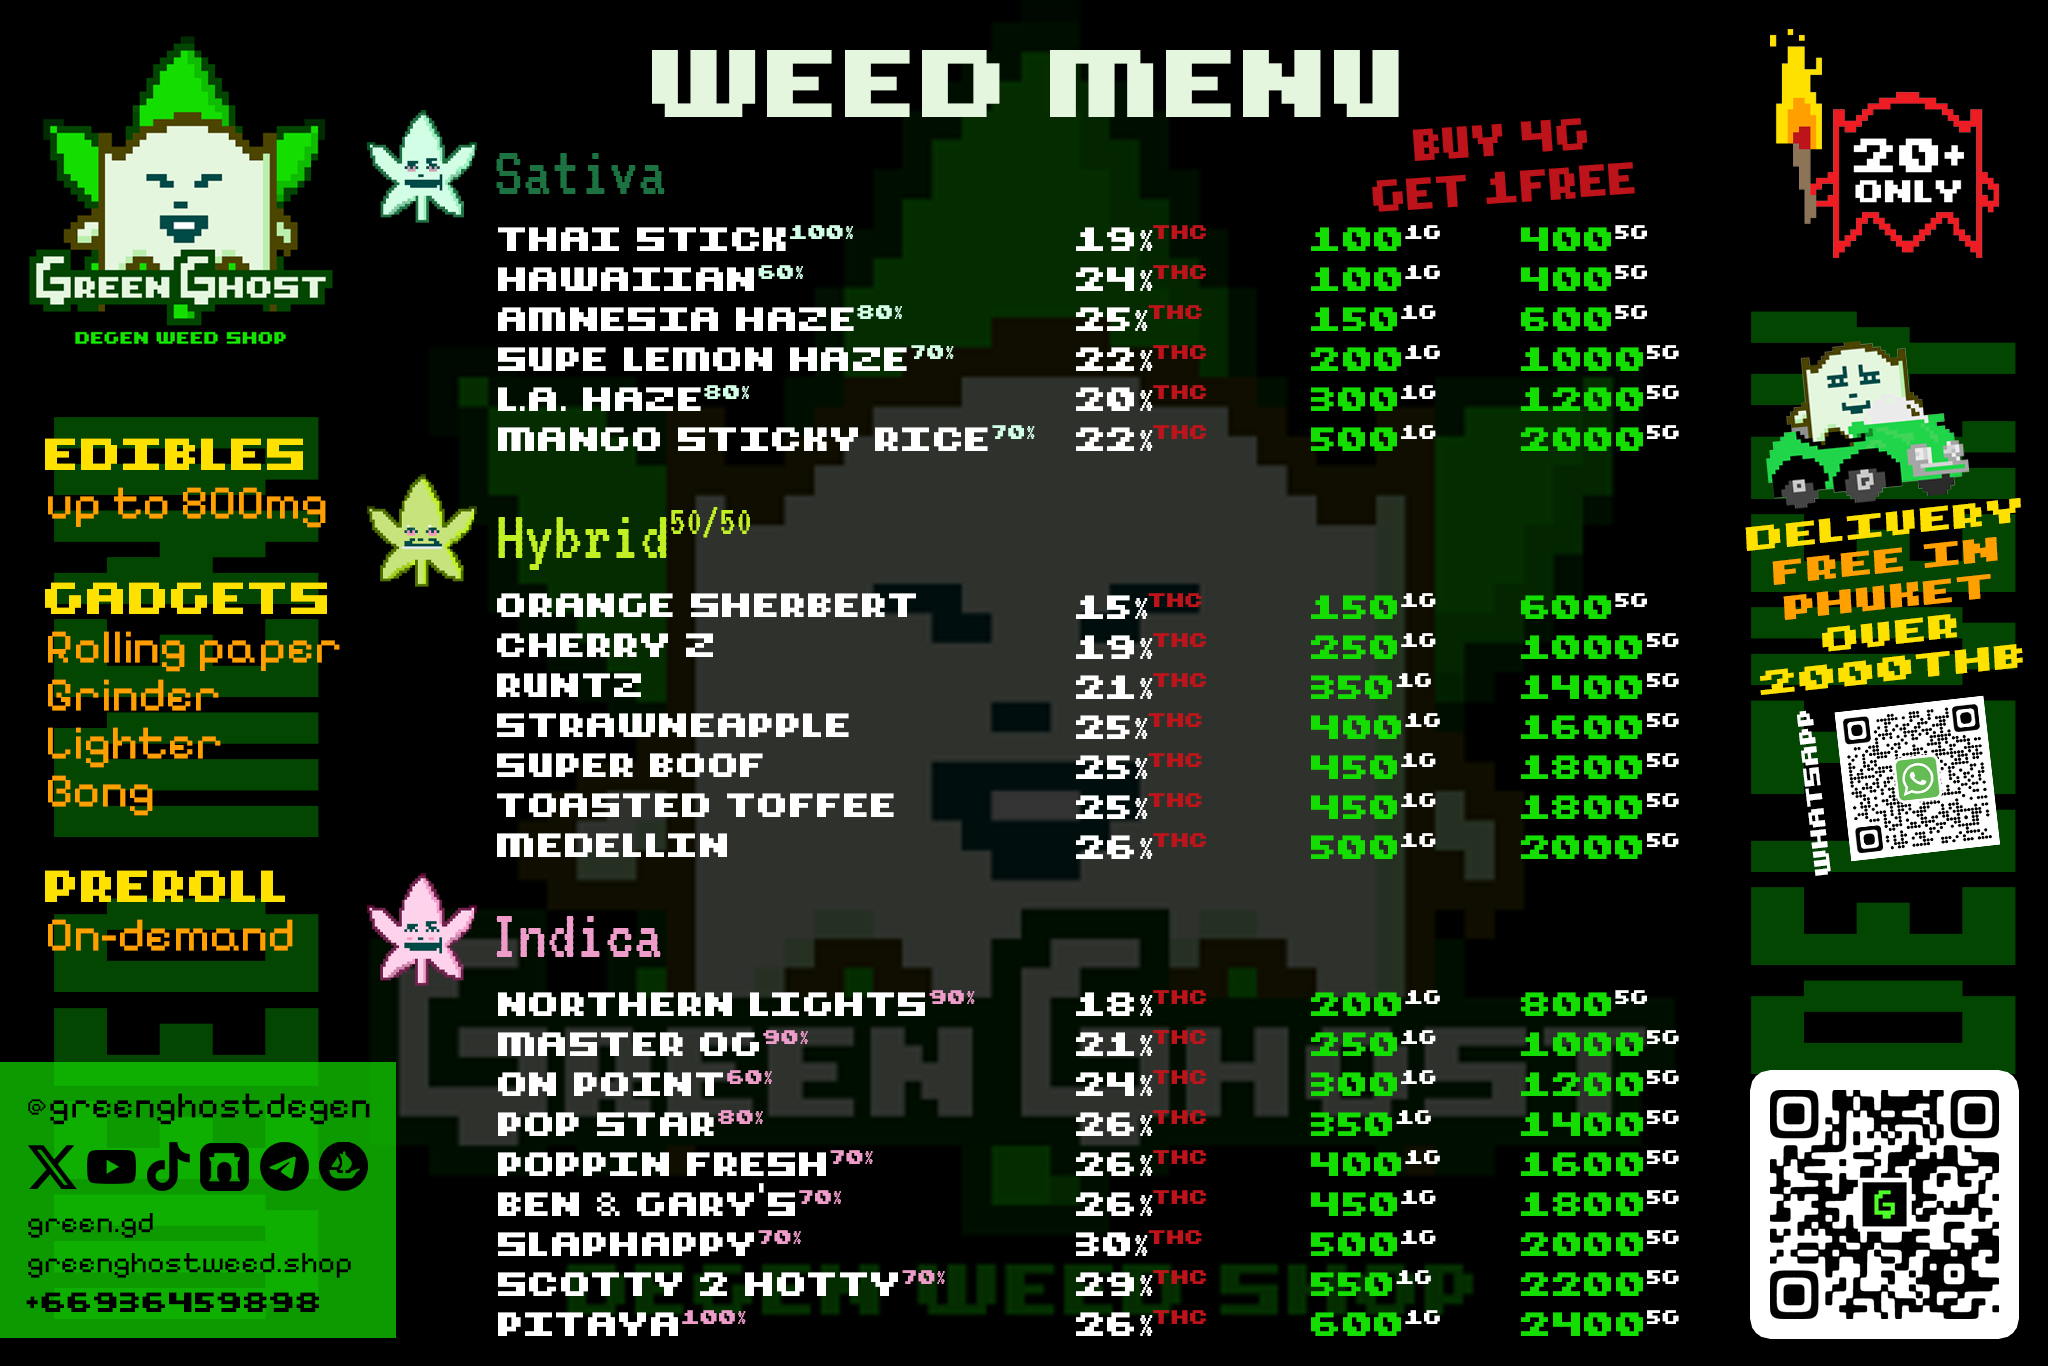 WEED MENU
BUY 4G
GET 1FREE
20+
ONLY
GREEN GHOST
DEGEN WEED SHOP
Sativa
THAI STICK100% 19%THC 1001G 4005G
HAWAIIAN60% 24%THC 1001G 4005G
AMNESIA HAZE80% 25%THC 1501G 6005G
SUPE LEMON HAZE70% 22%THC 2001G 10005G
L.A. HAZE80% 20%THC 3001G 12005G
MANGO STICKY RICE70% 22%THC 5001G 20005G
Hybrid50/50
ORANGE SHERBERT 15%THC 1501G 6005G
CHERRY Z 19%THC 2501G 10005G
RUNTZ 21%THC 3501G 14005G
STRAWNEAPPLE 25%THC 4001G 16005G
SUPER BOOF 25%THC 4501G 18005G
TOASTED TOFFEE 25%THC 4501G 18005G
MEDELLIN 26%THC 5001G 20005G
Indica
NORTHERN LIGHTS90% 18%THC 2001G 8005G
MASTER OG90% 21%THC 2501G 10005G
ON POINT60% 24%THC 3001G 12005G
POP STAR80% 26%THC 3501G 14005G
POPPIN FRESH70% 26%THC 4001G 16005G
BEN & GARY'S70% 26%THC 4501G 18005G
SLAPHAPPY70% 30%THC 5001G 20005G
SCOTTY 2 HOTTY70% 29%THC 5501G 22005G
PITAYA100% 26%THC 6001G 24005G
EDIBLES
up to 800mg
GADGETS
Rolling paper
Grinder
Lighter
Bong
PREROLL
On-demand
@greenghostdegen
green.gd
greenghostweed.shop
+66936459898
DELIVERY
FREE IN
PHUKET
OVER
2000THB
WHATSAPP
G
GREEN GHOST
DEGEN WEED SHOP